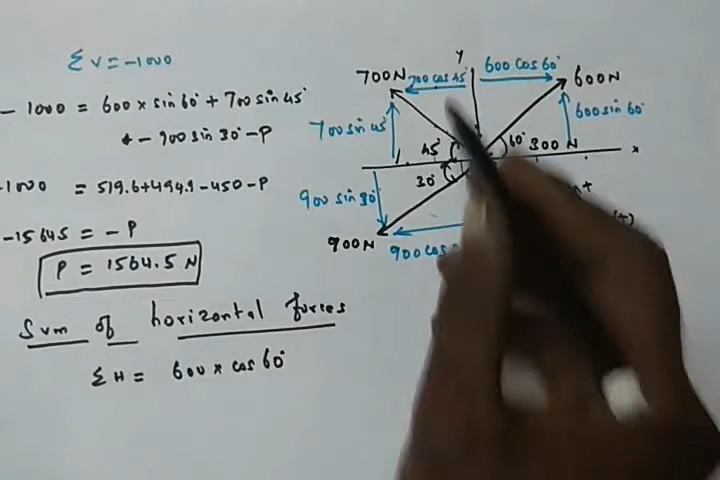 ΣV = -1000
- 1000 = 600 × sin 60° + 700 sin 45°
+ - 900 sin 30° - P
-1000 = 519.6 + 494.9 - 450 - P
-1564.5 = - P
P = 1564.5 N
Sum of horizontal forces
ΣH = 600 × cos 60°
Y
700N
700 cos 45°
600 cos 60°
600N
700 sin 45°
600 sin 60°
45°
60°
300 N
x
30°
900 sin 30°
900N
900 cos